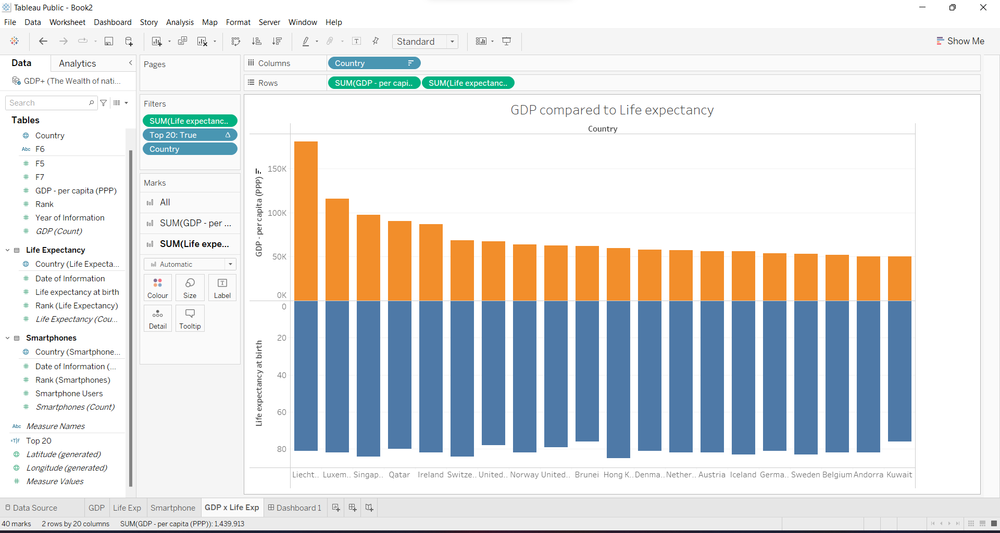 Tableau Public - Book2
File Data Worksheet Dashboard Story Analysis Map Format Server Window Help
Standard
Show Me
Data Analytics
GDP+ (The Wealth of nati...
Search
Tables
Country
Abc F6
F5
F7
GDP - per capita (PPP)
Rank
Year of Information
GDP (Count)
Life Expectancy
Country (Life Expecta...
Date of Information
Life expectancy at birth
Rank (Life Expectancy)
Life Expectancy (Cou...
Smartphones
Country (Smartphone...
Date of Information (...
Rank (Smartphones)
Smartphone Users
Smartphones (Count)
Abc Measure Names
=T|F Top 20
Latitude (generated)
Longitude (generated)
Measure Values
Pages
Filters
SUM(Life expectanc..
Top 20: True Δ
Country
Marks
All
SUM(GDP - per ...
SUM(Life expe...
Automatic
Colour Size Label
Detail Tooltip
Columns Country
Rows SUM(GDP - per capi.. SUM(Life expectanc..
GDP compared to Life expectancy
Country
GDP - per capita (PPP)
150K
100K
50K
0K
Life expectancy at birth
0
20
40
60
80
Liecht.. Luxem.. Singap.. Qatar Ireland Switze.. United.. Norway United.. Brunei Hong K.. Denma.. Nether.. Austria Iceland Germa.. Sweden Belgium Andorra Kuwait
Data Source GDP Life Exp Smartphone GDP x Life Exp Dashboard 1
40 marks 2 rows by 20 columns SUM(GDP - per capita (PPP)): 1,439,913